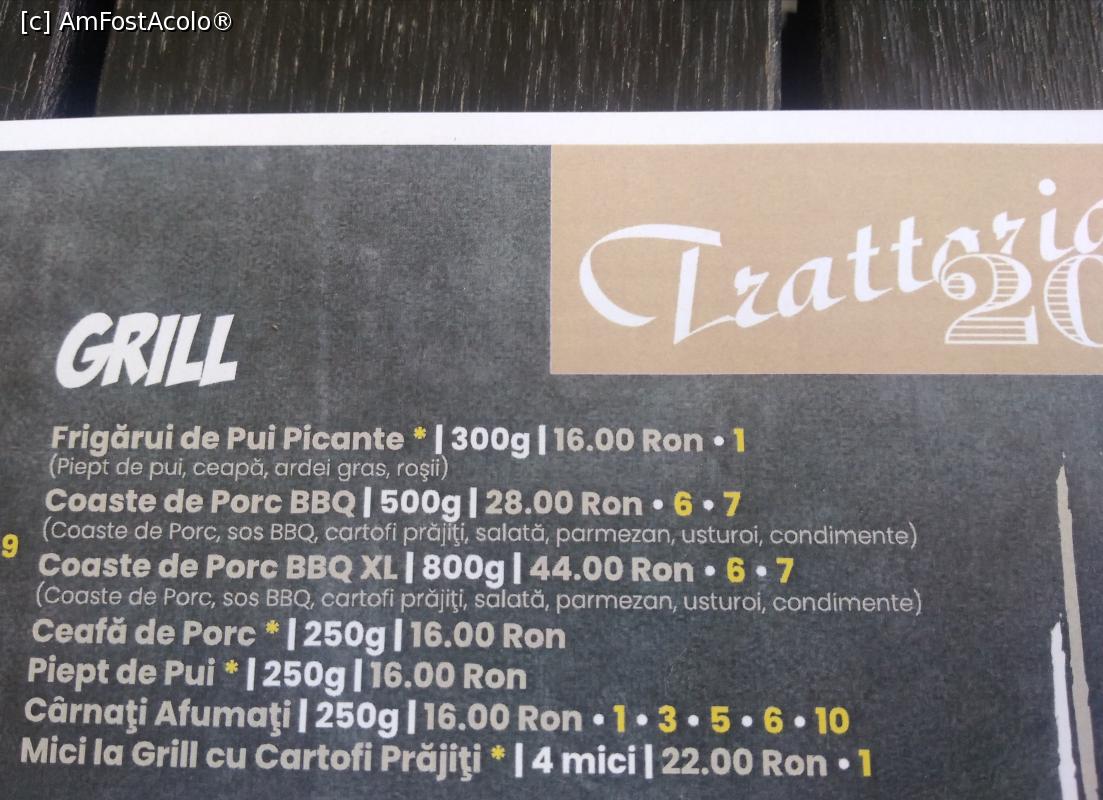 [c] AmFostAcolo®
Trattoria
20
GRILL
Frigărui de Pui Picante * | 300g | 16.00 Ron • 1
(Piept de pui, ceapă, ardei gras, roşii)
Coaste de Porc BBQ | 500g | 28.00 Ron • 6 • 7
(Coaste de Porc, sos BBQ, cartofi prăjiţi, salată, parmezan, usturoi, condimente)
9
Coaste de Porc BBQ XL | 800g | 44.00 Ron • 6 • 7
(Coaste de Porc, sos BBQ, cartofi prăjiţi, salată, parmezan, usturoi, condimente)
Ceafă de Porc * | 250g | 16.00 Ron
Piept de Pui * | 250g | 16.00 Ron
Cârnaţi Afumaţi | 250g | 16.00 Ron • 1 • 3 • 5 • 6 • 10
Mici la Grill cu Cartofi Prăjiţi * | 4 mici | 22.00 Ron • 1